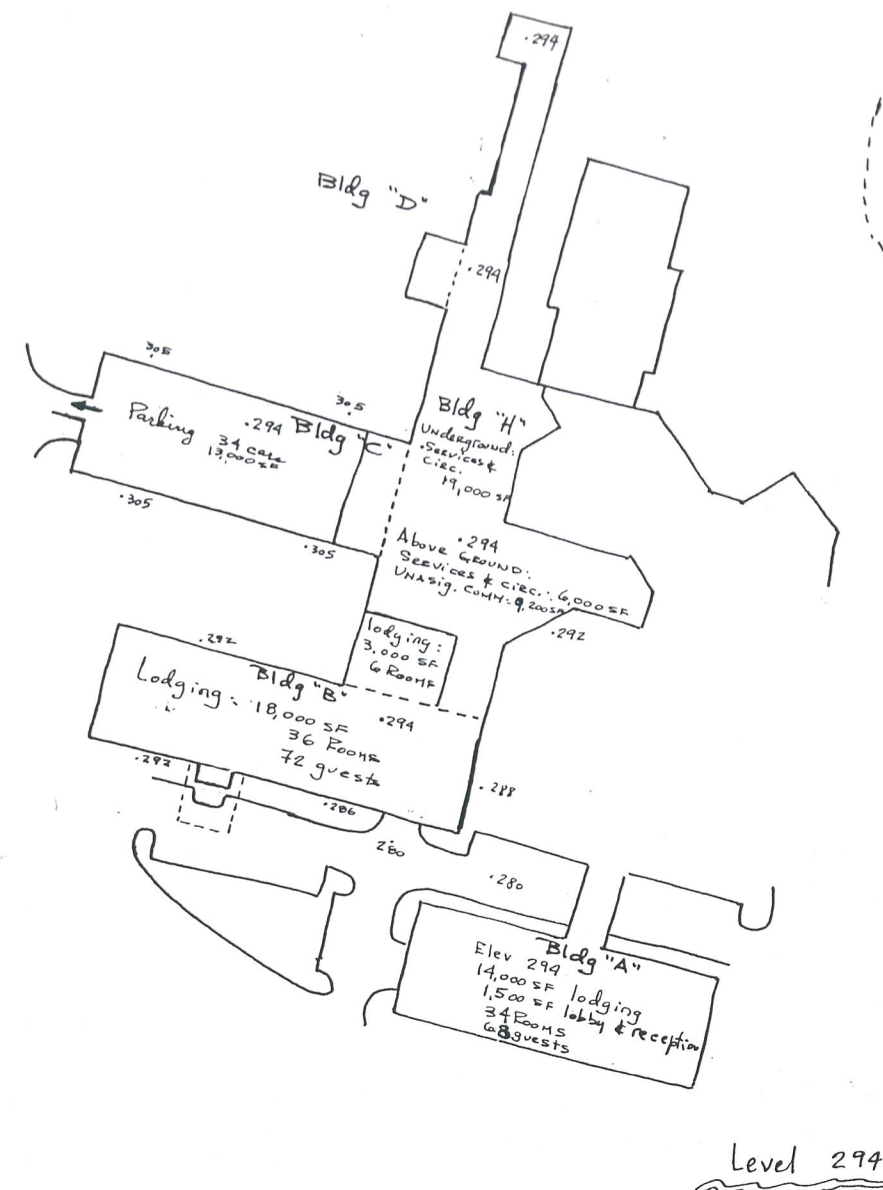 .294
Bldg "D"
.294
305
305
Parking
.294
34 cars
13,000 SF
Bldg "C"
Bldg "H"
Underground:
.Services &
Circ.
19,000 SF
.305
.305
.294
Above Ground:
Services & Circ.: 6,000 SF
Unasig. Comm: 9,200 SF
.292
lodging:
3,000 SF
6 Rooms
.292
Bldg "B"
Lodging: 18,000 SF
.294
36 Rooms
72 guests
.292
.288
.286
280
.280
Bldg "A"
Elev 294
14,000 SF lodging
1,500 SF lobby & reception
34 Rooms
68 guests
Level 294